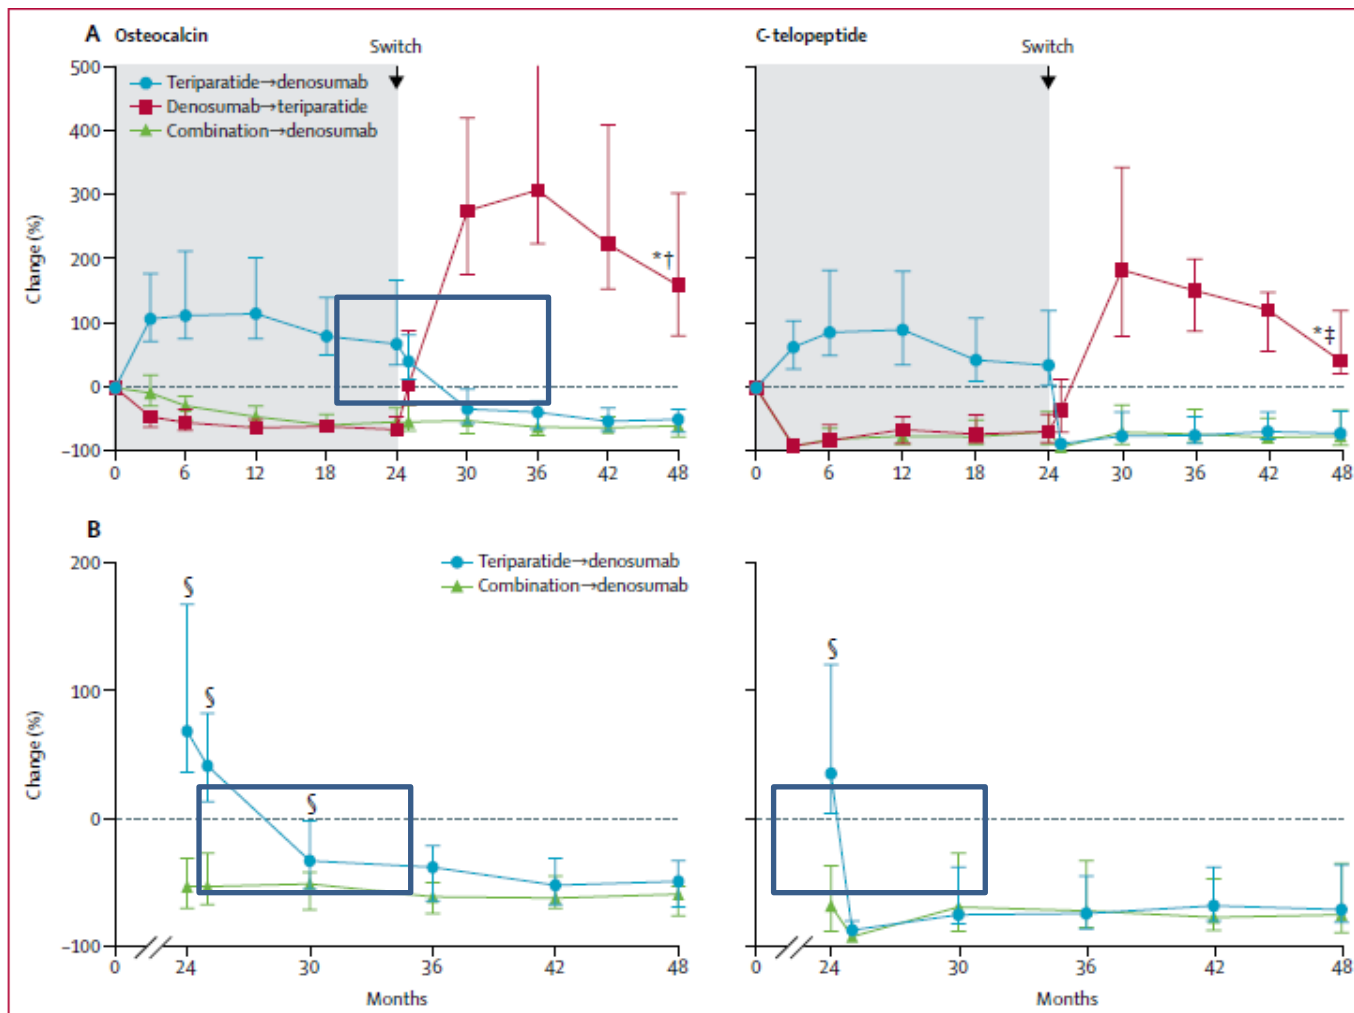 A Osteocalcin
Switch
500
400
300
200
100
0
−100
Change (%)
Teriparatide→denosumab
Denosumab→teriparatide
Combination→denosumab
*†
0 6 12 18 24 30 36 42 48
C-telopeptide
Switch
*‡
0 6 12 18 24 30 36 42 48
B
200
100
0
−100
Change (%)
Teriparatide→denosumab
Combination→denosumab
§
§
§
0 24 30 36 42 48
Months
§
0 24 30 36 42 48
Months